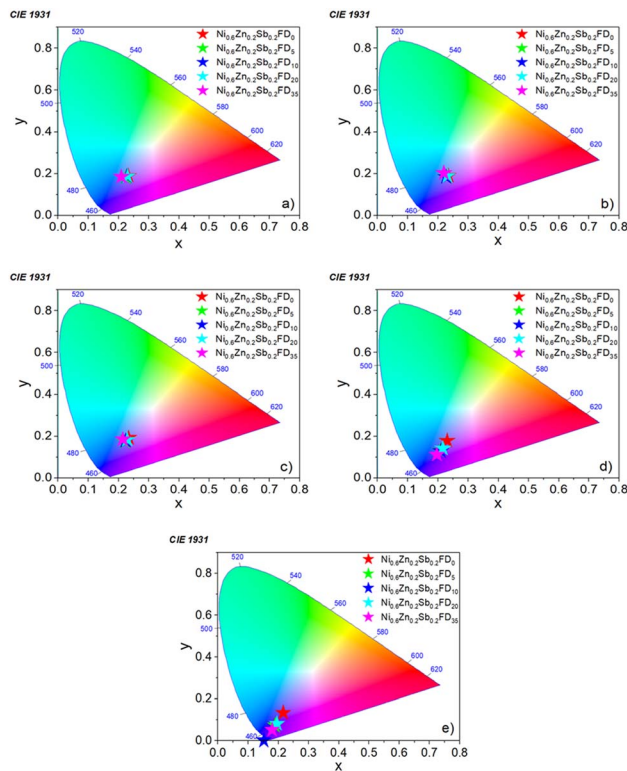 CIE 1931
520
540
560
580
600
620
500
480
460
0.8
0.6
0.4
0.2
0.0
y
0.0 0.1 0.2 0.3 0.4 0.5 0.6 0.7 0.8
x
Ni0.6Zn0.2Sb0.2FD0
Ni0.6Zn0.2Sb0.2FD5
Ni0.6Zn0.2Sb0.2FD10
Ni0.6Zn0.2Sb0.2FD20
Ni0.6Zn0.2Sb0.2FD35
a)
CIE 1931
520
540
560
580
600
620
500
480
460
0.8
0.6
0.4
0.2
0.0
y
0.0 0.1 0.2 0.3 0.4 0.5 0.6 0.7 0.8
x
Ni0.6Zn0.2Sb0.2FD0
Ni0.6Zn0.2Sb0.2FD5
Ni0.6Zn0.2Sb0.2FD10
Ni0.6Zn0.2Sb0.2FD20
Ni0.6Zn0.2Sb0.2FD35
b)
CIE 1931
520
540
560
580
600
620
500
480
460
0.8
0.6
0.4
0.2
0.0
y
0.0 0.1 0.2 0.3 0.4 0.5 0.6 0.7 0.8
x
Ni0.6Zn0.2Sb0.2FD0
Ni0.6Zn0.2Sb0.2FD5
Ni0.6Zn0.2Sb0.2FD10
Ni0.6Zn0.2Sb0.2FD20
Ni0.6Zn0.2Sb0.2FD35
c)
CIE 1931
520
540
560
580
600
620
500
480
460
0.8
0.6
0.4
0.2
0.0
y
0.0 0.1 0.2 0.3 0.4 0.5 0.6 0.7 0.8
x
Ni0.6Zn0.2Sb0.2FD0
Ni0.6Zn0.2Sb0.2FD5
Ni0.6Zn0.2Sb0.2FD10
Ni0.6Zn0.2Sb0.2FD20
Ni0.6Zn0.2Sb0.2FD35
d)
CIE 1931
520
540
560
580
600
620
500
480
460
0.8
0.6
0.4
0.2
0.0
y
0.0 0.1 0.2 0.3 0.4 0.5 0.6 0.7 0.8
x
Ni0.6Zn0.2Sb0.2FD0
Ni0.6Zn0.2Sb0.2FD5
Ni0.6Zn0.2Sb0.2FD10
Ni0.6Zn0.2Sb0.2FD20
Ni0.6Zn0.2Sb0.2FD35
e)